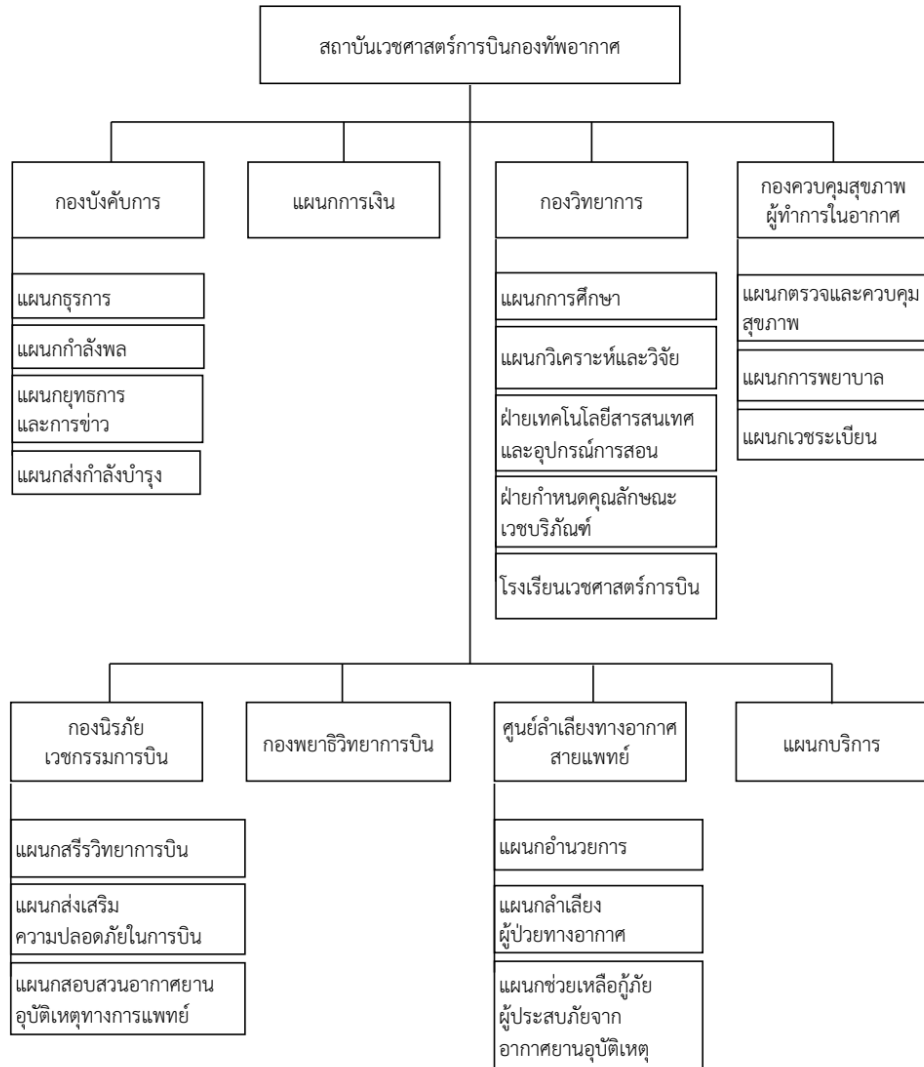 สถาบันเวชศาสตร์การบินกองทัพอากาศ
กองบังคับการ
แผนกการเงิน
กองวิทยาการ
กองควบคุมสุขภาพ
ผู้ทำการในอากาศ
แผนกธุรการ
แผนกกำลังพล
แผนกยุทธการ
และการข่าว
แผนกส่งกำลังบำรุง
แผนกการศึกษา
แผนกวิเคราะห์และวิจัย
ฝ่ายเทคโนโลยีสารสนเทศ
และอุปกรณ์การสอน
ฝ่ายกำหนดคุณลักษณะ
เวชบริภัณฑ์
โรงเรียนเวชศาสตร์การบิน
แผนกตรวจและควบคุม
สุขภาพ
แผนกการพยาบาล
แผนกเวชระเบียน
กองนิรภัย
เวชกรรมการบิน
กองพยาธิวิทยาการบิน
ศูนย์ลำเลียงทางอากาศ
สายแพทย์
แผนกบริการ
แผนกสรีรวิทยาการบิน
แผนกส่งเสริม
ความปลอดภัยในการบิน
แผนกสอบสวนอากาศยาน
อุบัติเหตุทางการแพทย์
แผนกอำนวยการ
แผนกลำเลียง
ผู้ป่วยทางอากาศ
แผนกช่วยเหลือกู้ภัย
ผู้ประสบภัยจาก
อากาศยานอุบัติเหตุ